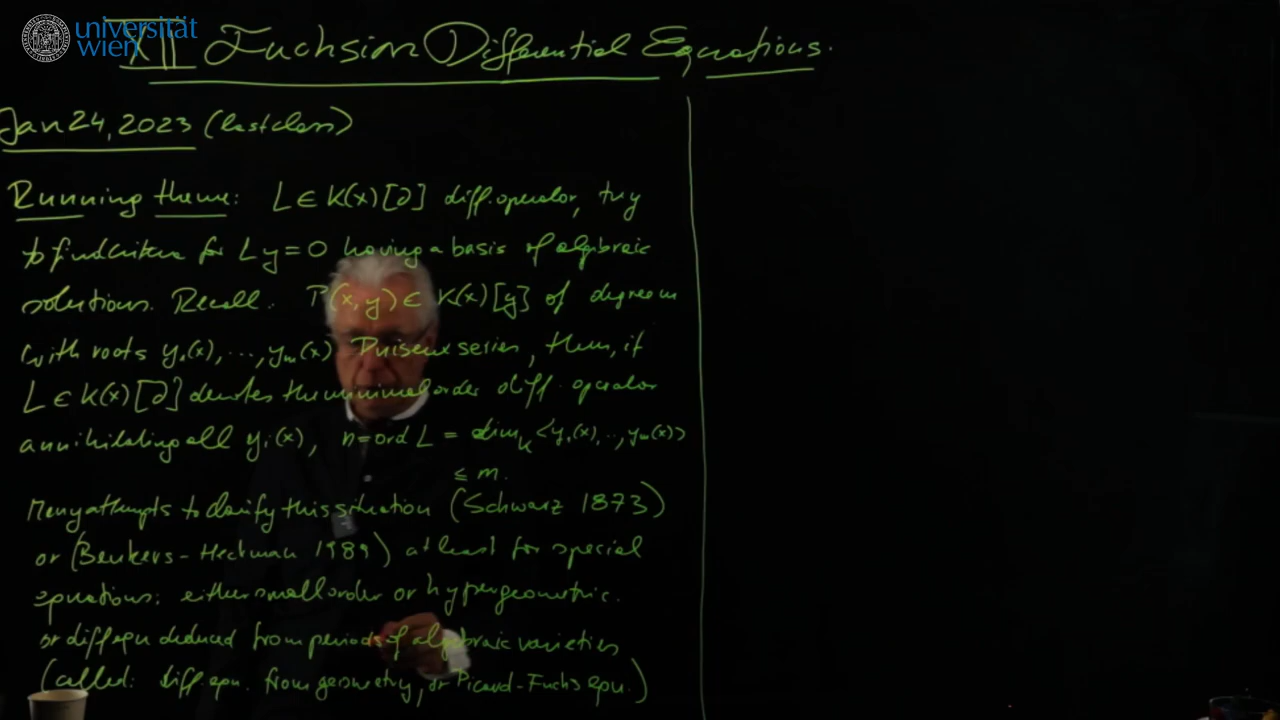 universität
wien
XII Fuchsian Differential Equations.
Jan 24, 2023 (last class)
Running theme: L ∈ K(x)[∂] diff. operator, try
to find criteria for Ly = 0 having a basis of algebraic
solutions. Recall. P(x,y) ∈ K(x)[y] of degree m
with roots y₁(x), ..., yₘ(x) Puiseux series, then, if
L ∈ K(x)[∂] denotes the minimal order diff. operator
annihilating all yᵢ(x), n = ord L = dim_K <y₁(x), .., yₘ(x)>
≤ m.
Many attempts to clarify this situation (Schwarz 1873)
or (Beukers-Heckman 1989) at least for special
equations: either small order or hypergeometric.
or diff. equ deduced from periods of algebraic varieties
(called: diff. equ. from geometry, or Picard-Fuchs equ.)